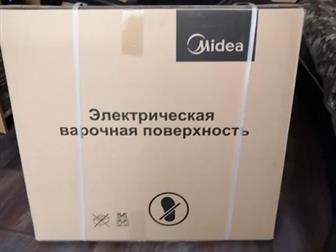 Midea
Электрическая
варочная поверхность